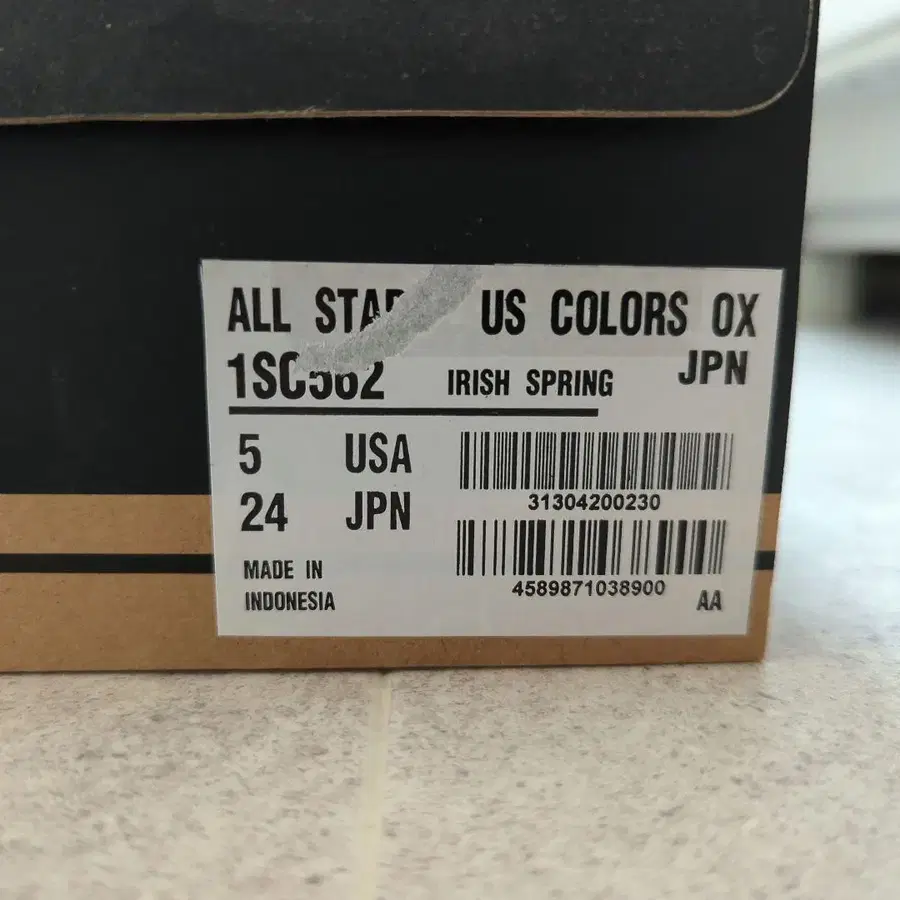 ALL STAR US COLORS OX
IRISH SPRING JPN
5 USA
24 JPN
31304200230
4589871038900
MADE IN
INDONESIA
AA